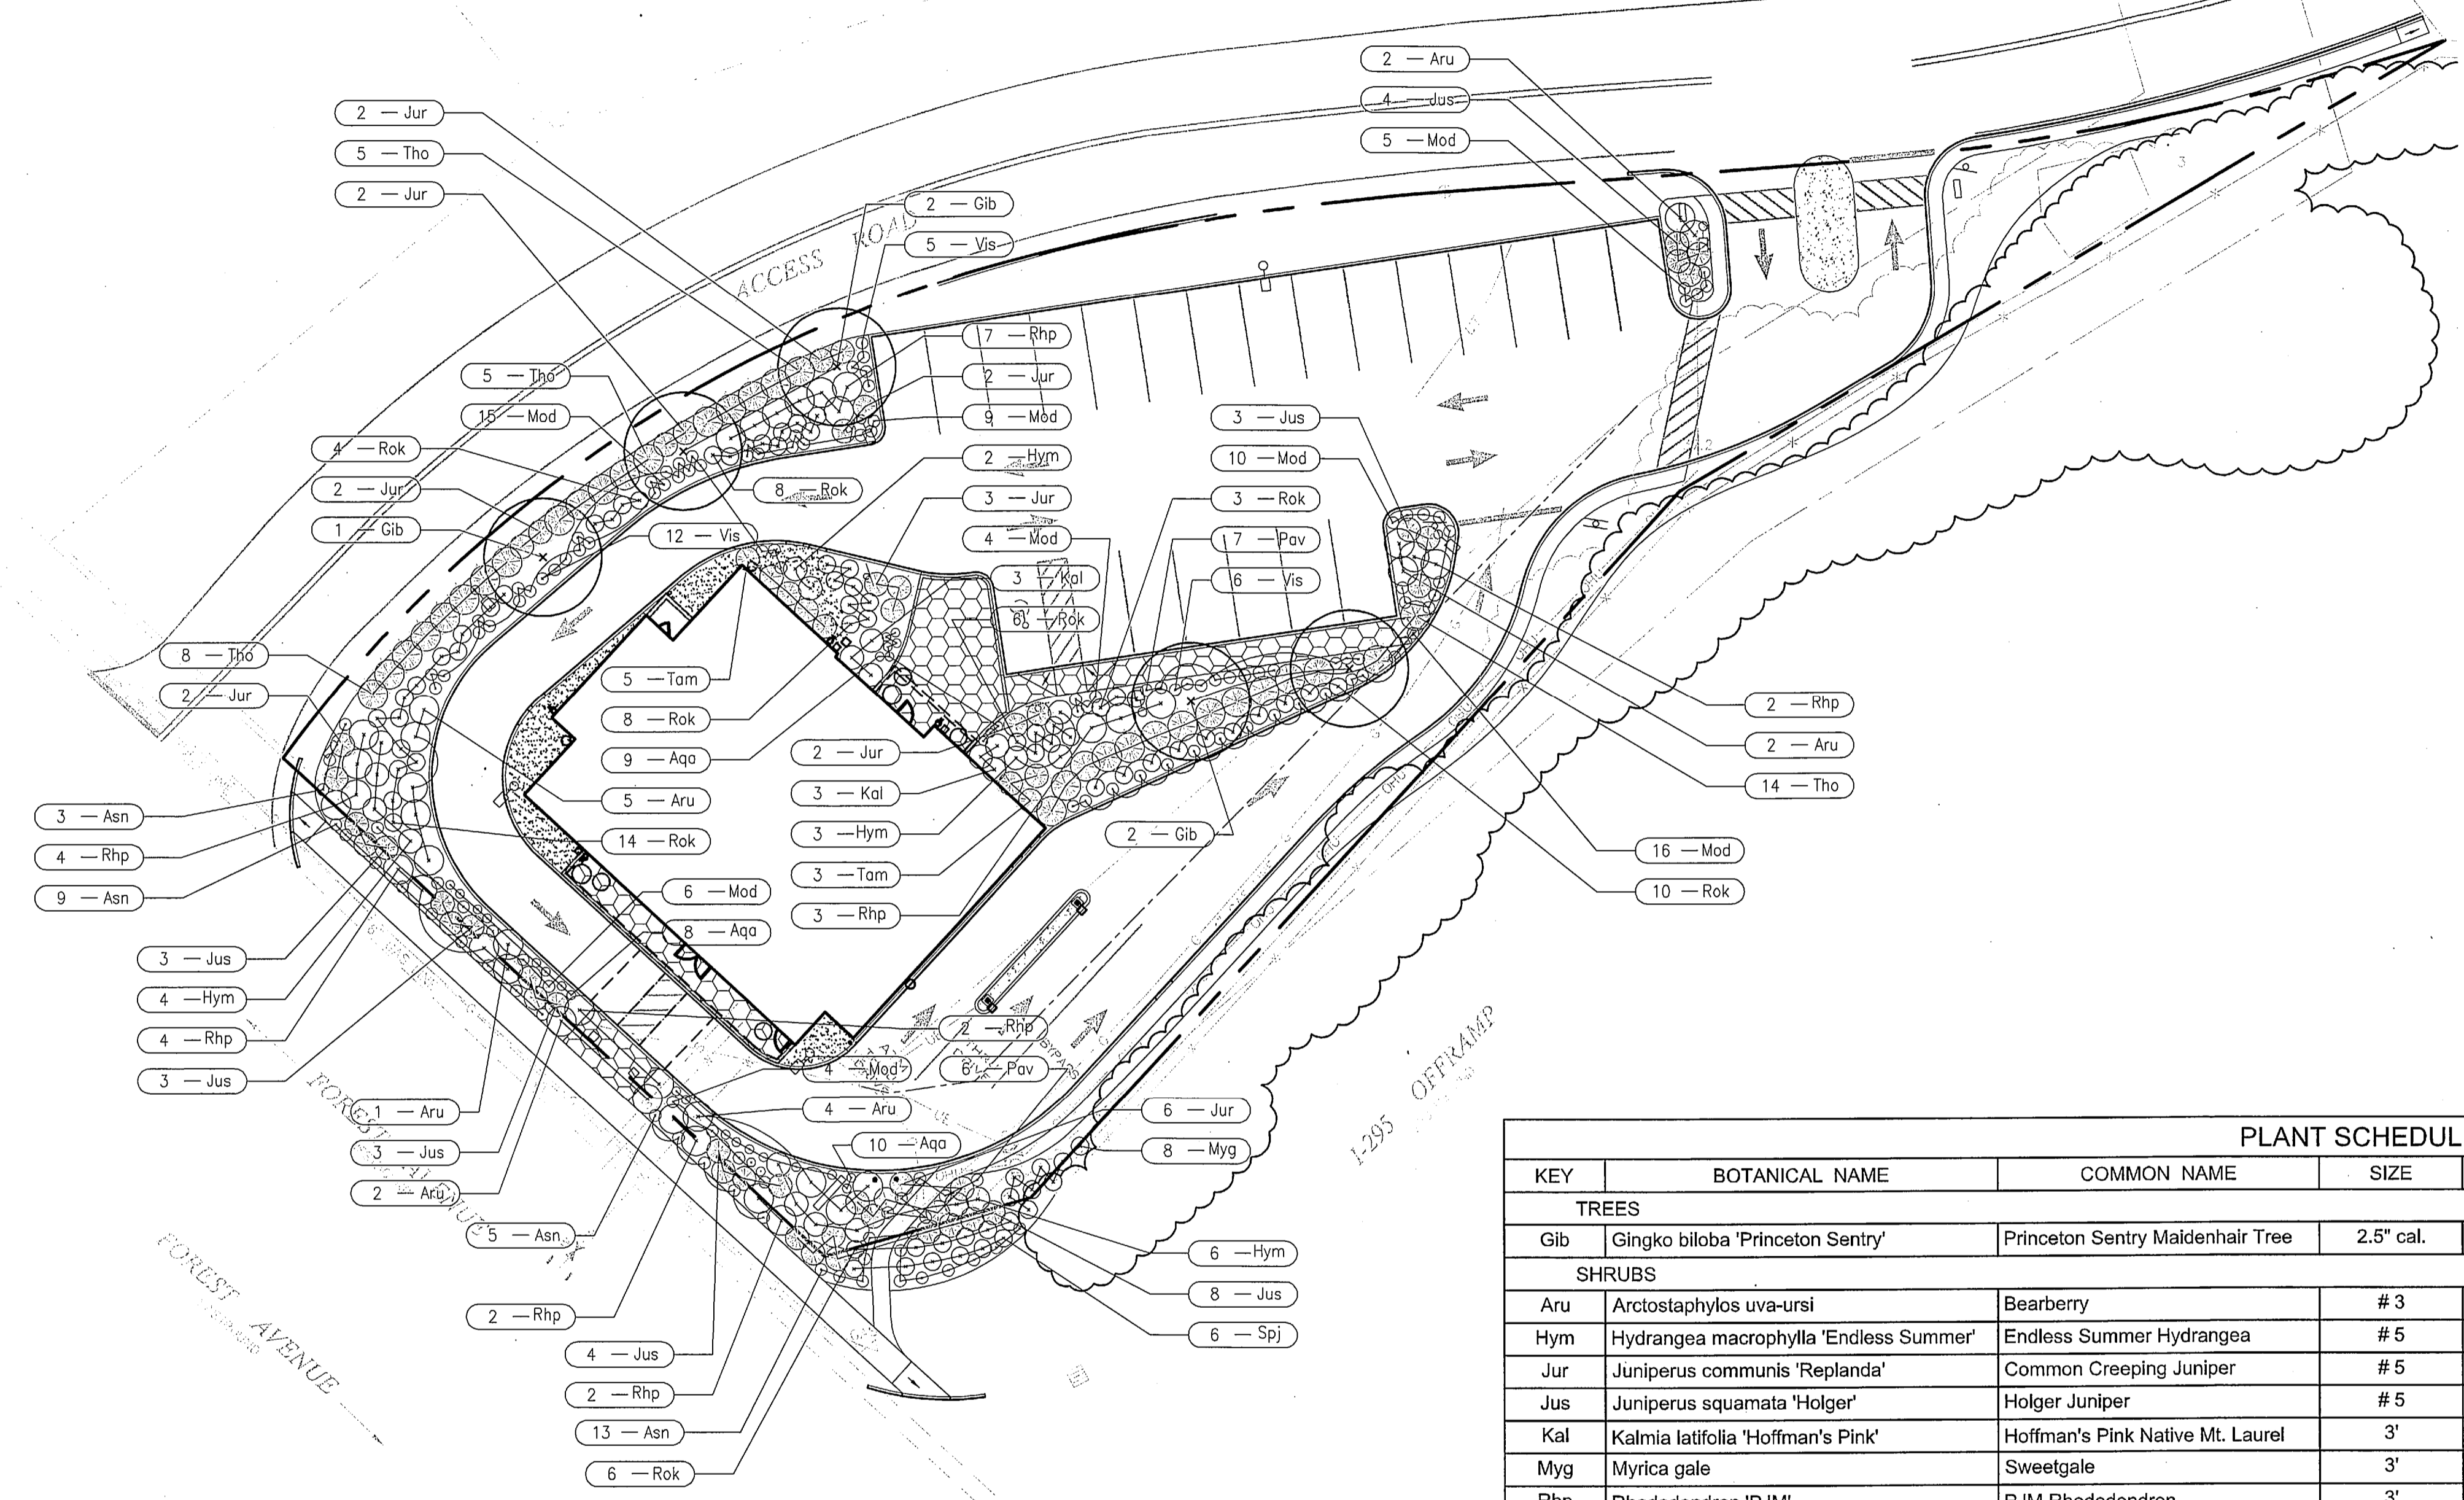 2 — Aru
4 — Jus
5 — Mod
2 — Jur
5 — Tho
2 — Jur
2 — Gib
5 — Vis
ACCESS ROAD
7 — Rhp
2 — Jur
9 — Mod
5 — Tho
15 — Mod
4 — Rok
2 — Jur
1 — Gib
2 — Hym
8 — Rok
3 — Jur
12 — Vis
4 — Mod
3 — Kal
6 — Rok
3 — Jus
10 — Mod
3 — Rok
7 — Pav
6 — Vis
8 — Tho
2 — Jur
5 — Tam
8 — Rok
9 — Aqa
5 — Aru
14 — Rok
2 — Jur
3 — Kal
3 — Hym
3 — Tam
3 — Rhp
2 — Gib
2 — Rhp
2 — Aru
14 — Tho
16 — Mod
10 — Rok
3 — Asn
4 — Rhp
9 — Asn
6 — Mod
8 — Aqa
3 — Jus
4 — Hym
4 — Rhp
3 — Jus
2 — Rhp
4 — Mod
6 — Pav
BYPASS
1 — Aru
3 — Jus
2 — Aru
4 — Aru
10 — Aqa
6 — Jur
8 — Myg
I-295 OFFRAMP
5 — Asn
2 — Rhp
4 — Jus
2 — Rhp
13 — Asn
6 — Rok
6 — Hym
8 — Jus
6 — Spj
FOREST AVENUE
PLANT SCHEDUL
KEY BOTANICAL NAME COMMON NAME SIZE
TREES
Gib Gingko biloba 'Princeton Sentry' Princeton Sentry Maidenhair Tree 2.5" cal.
SHRUBS
Aru Arctostaphylos uva-ursi Bearberry # 3
Hym Hydrangea macrophylla 'Endless Summer' Endless Summer Hydrangea # 5
Jur Juniperus communis 'Replanda' Common Creeping Juniper # 5
Jus Juniperus squamata 'Holger' Holger Juniper # 5
Kal Kalmia latifolia 'Hoffman's Pink' Hoffman's Pink Native Mt. Laurel 3'
Myg Myrica gale Sweetgale 3'
Rhp Rhododendron 'PJM' PJM Rhododendron 3'